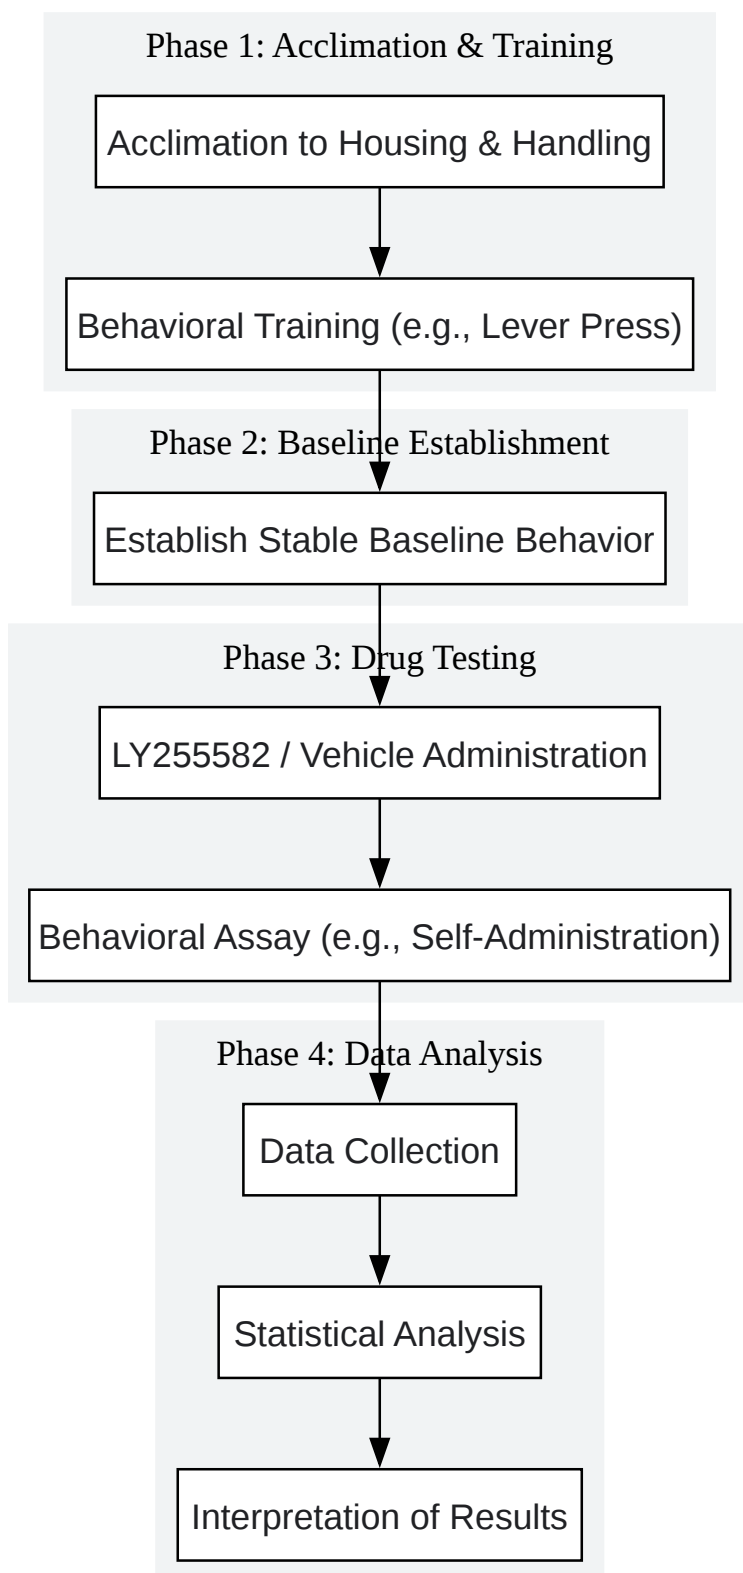 Phase 1: Acclimation & Training
Acclimation to Housing & Handling
Behavioral Training (e.g., Lever Press)
Phase 2: Baseline Establishment
Establish Stable Baseline Behavior
Phase 3: Drug Testing
LY255582 / Vehicle Administration
Behavioral Assay (e.g., Self-Administration)
Phase 4: Data Analysis
Data Collection
Statistical Analysis
Interpretation of Results